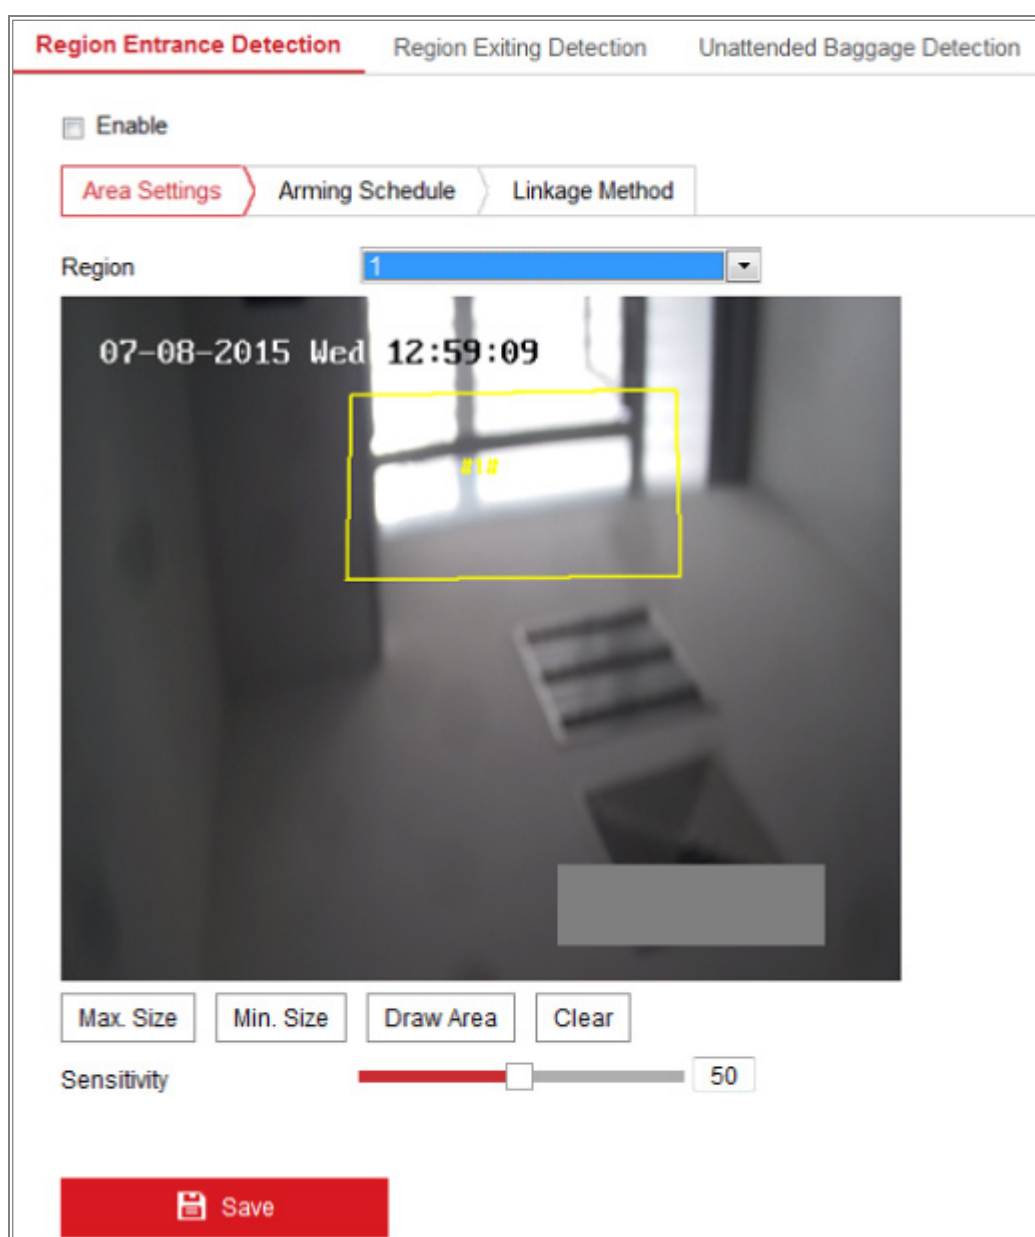 Region Entrance Detection Region Exiting Detection Unattended Baggage Detection
Enable
Area Settings Arming Schedule Linkage Method
Region 1
07-08-2015 Wed 12:59:09
#1#
Max. Size Min. Size Draw Area Clear
Sensitivity 50
Save